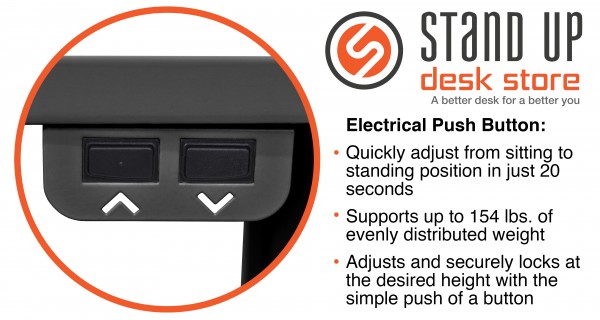 STAND UP
desk store
A better desk for a better you
Electrical Push Button:
• Quickly adjust from sitting to
standing position in just 20
seconds
• Supports up to 154 lbs. of
evenly distributed weight
• Adjusts and securely locks at
the desired height with the
simple push of a button